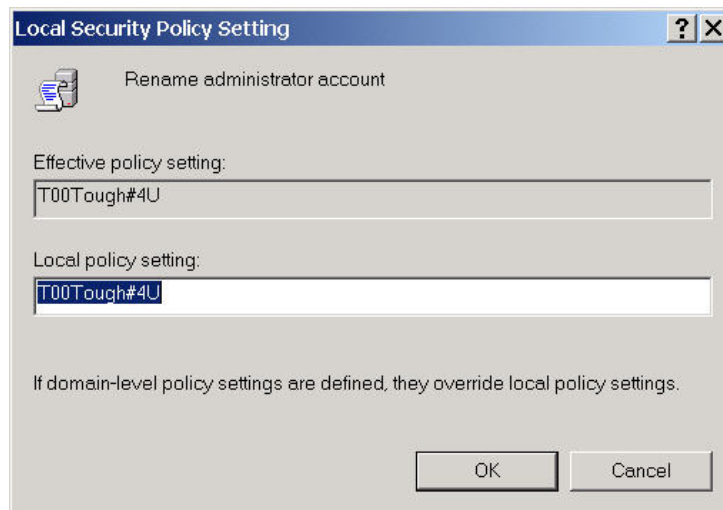 Local Security Policy Setting
Rename administrator account
Effective policy setting:
T00Tough#4U
Local policy setting:
T00Tough#4U
If domain-level policy settings are defined, they override local policy settings.
OK Cancel